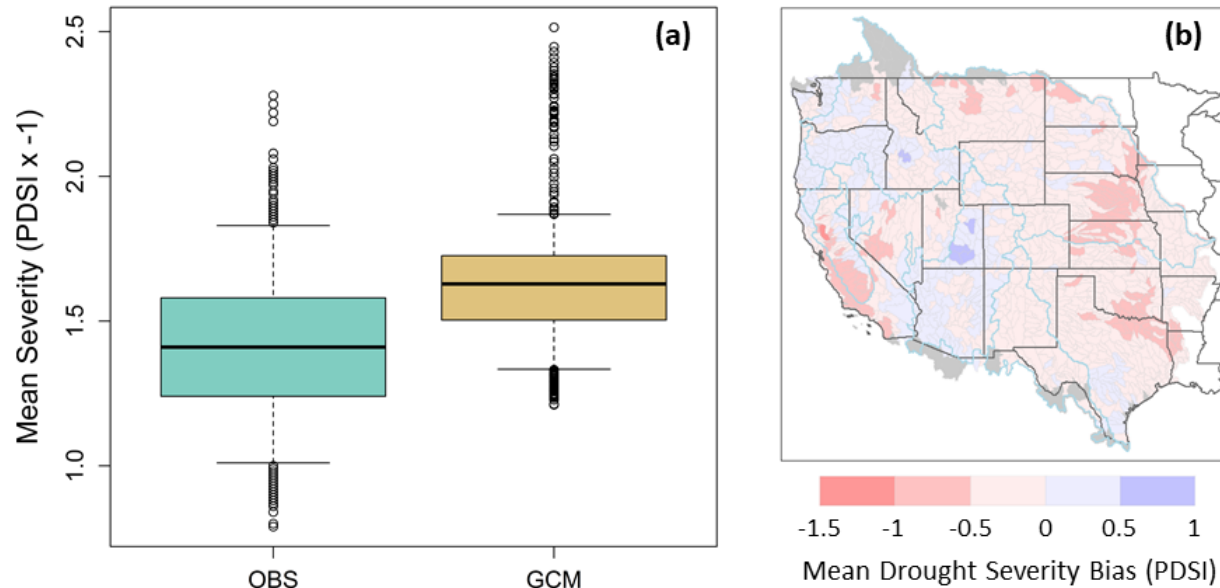 (a)
Mean Severity (PDSI x -1)
2.5
2.0
1.5
1.0
OBS
GCM
(b)
-1.5 -1 -0.5 0 0.5 1
Mean Drought Severity Bias (PDSI)